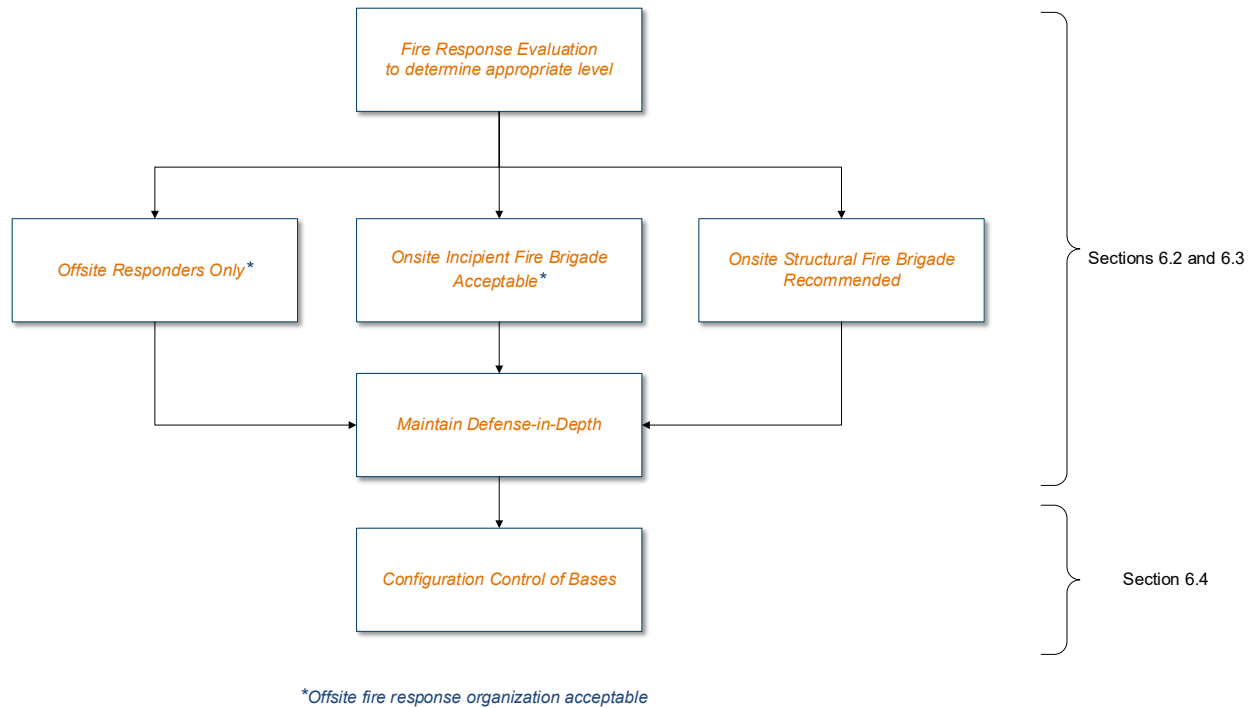 Fire Response Evaluation
to determine appropriate level
Offsite Responders Only*
Onsite Incipient Fire Brigade
Acceptable*
Onsite Structural Fire Brigade
Recommended
Sections 6.2 and 6.3
Maintain Defense-in-Depth
Configuration Control of Bases
Section 6.4
*Offsite fire response organization acceptable